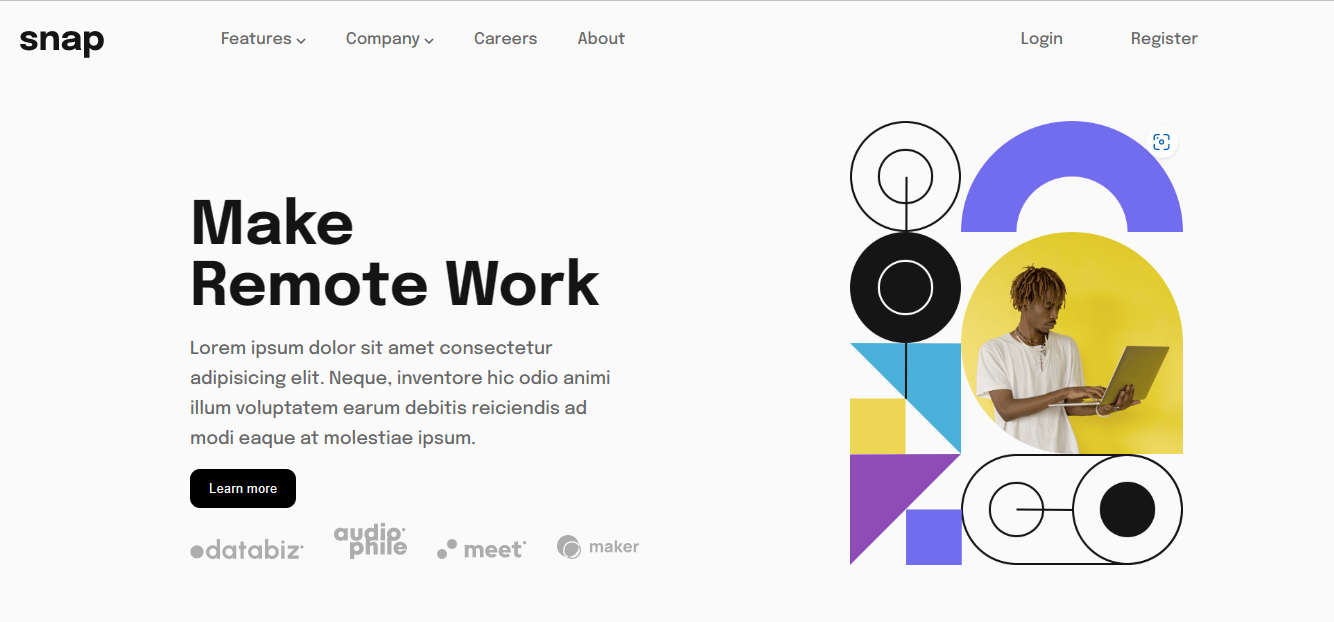 snap
Features
Company
Careers
About
Login
Register
Make
Remote Work
Lorem ipsum dolor sit amet consectetur
adipisicing elit. Neque, inventore hic odio animi
illum voluptatem earum debitis reiciendis ad
modi eaque at molestiae ipsum.
Learn more
databiz
audio
phile
meet
maker